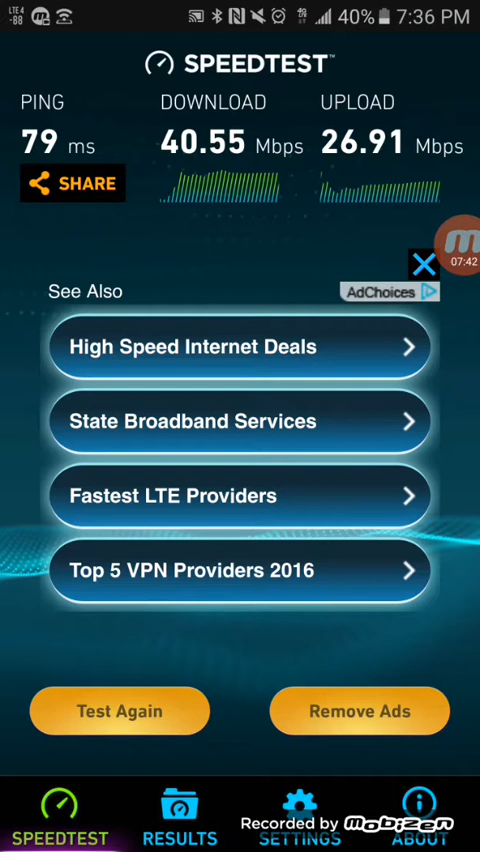 LTE 4
-88
40%
7:36 PM
SPEEDTEST™
PING
DOWNLOAD
UPLOAD
79 ms
40.55 Mbps
26.91 Mbps
SHARE
07:42
See Also
AdChoices
High Speed Internet Deals
State Broadband Services
Fastest LTE Providers
Top 5 VPN Providers 2016
Test Again
Remove Ads
Recorded by Mobizen
SPEEDTEST
RESULTS
SETTINGS
ABOUT